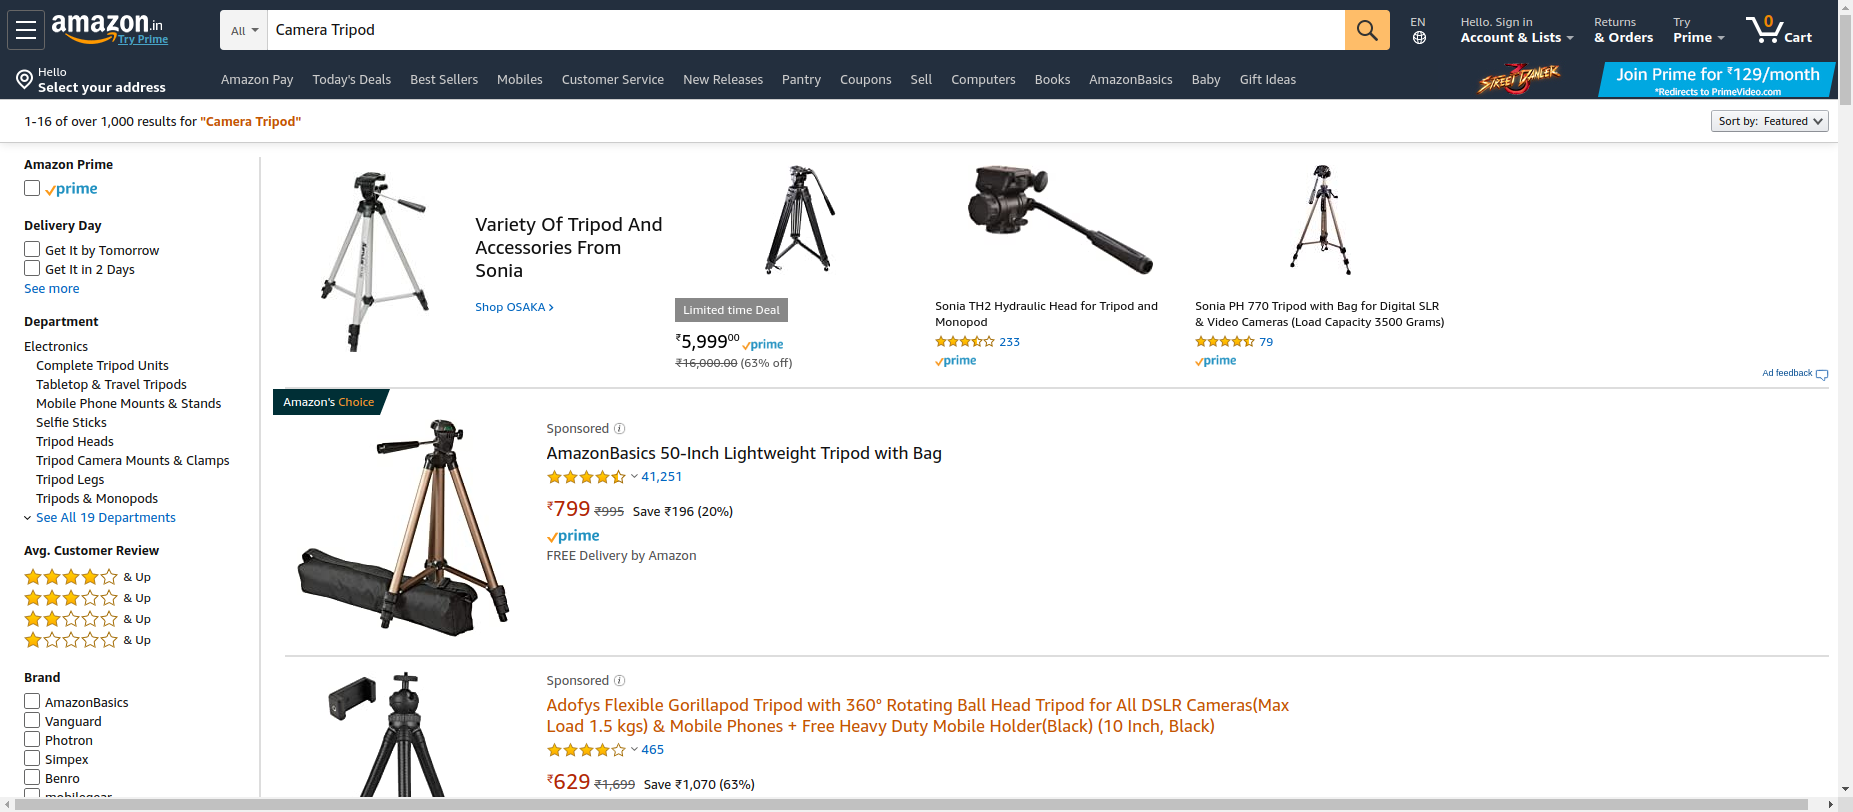 amazon.in
Try Prime
All
Camera Tripod
EN
Hello. Sign in
Account & Lists
Returns
& Orders
Try
Prime
0
Cart
Hello
Select your address
Amazon Pay
Today's Deals
Best Sellers
Mobiles
Customer Service
New Releases
Pantry
Coupons
Sell
Computers
Books
AmazonBasics
Baby
Gift Ideas
STREET DANCER 3
Join Prime for ₹129/month
*Redirects to PrimeVideo.com
1-16 of over 1,000 results for "Camera Tripod"
Sort by: Featured
Amazon Prime
prime
Delivery Day
Get It by Tomorrow
Get It in 2 Days
See more
Department
Electronics
Complete Tripod Units
Tabletop & Travel Tripods
Mobile Phone Mounts & Stands
Selfie Sticks
Tripod Heads
Tripod Camera Mounts & Clamps
Tripod Legs
Tripods & Monopods
See All 19 Departments
Avg. Customer Review
& Up
& Up
& Up
& Up
Brand
AmazonBasics
Vanguard
Photron
Simpex
Benro
mobilegear
Variety Of Tripod And
Accessories From
Sonia
Shop OSAKA ›
Limited time Deal
₹5,99900 prime
₹16,000.00 (63% off)
Sonia TH2 Hydraulic Head for Tripod and
Monopod
233
prime
Sonia PH 770 Tripod with Bag for Digital SLR
& Video Cameras (Load Capacity 3500 Grams)
79
prime
Ad feedback
Amazon's Choice
Sponsored
AmazonBasics 50-Inch Lightweight Tripod with Bag
41,251
₹799 ₹995 Save ₹196 (20%)
prime
FREE Delivery by Amazon
Sponsored
Adofys Flexible Gorillapod Tripod with 360° Rotating Ball Head Tripod for All DSLR Cameras(Max
Load 1.5 kgs) & Mobile Phones + Free Heavy Duty Mobile Holder(Black) (10 Inch, Black)
465
₹629 ₹1,699 Save ₹1,070 (63%)